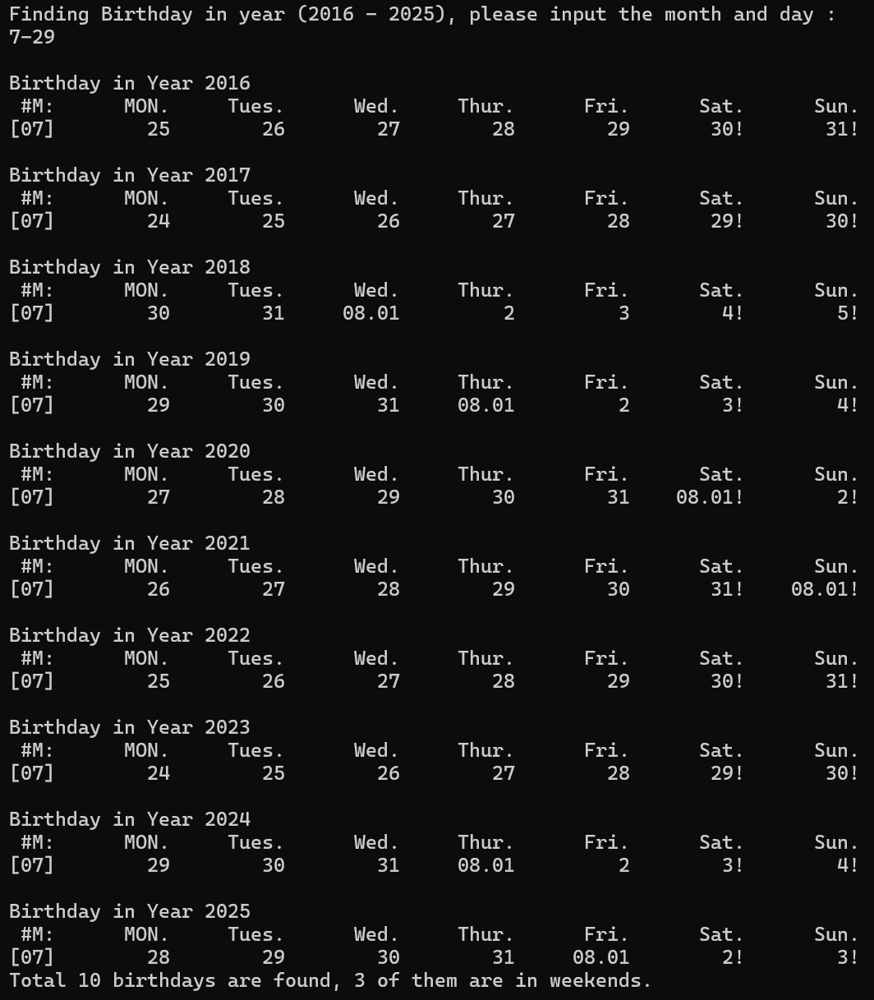 Finding Birthday in year (2016 - 2025), please input the month and day :
7-29
Birthday in Year 2016
#M: MON. Tues. Wed. Thur. Fri. Sat. Sun.
[07] 25 26 27 28 29 30! 31!
Birthday in Year 2017
#M: MON. Tues. Wed. Thur. Fri. Sat. Sun.
[07] 24 25 26 27 28 29! 30!
Birthday in Year 2018
#M: MON. Tues. Wed. Thur. Fri. Sat. Sun.
[07] 30 31 08.01 2 3 4! 5!
Birthday in Year 2019
#M: MON. Tues. Wed. Thur. Fri. Sat. Sun.
[07] 29 30 31 08.01 2 3! 4!
Birthday in Year 2020
#M: MON. Tues. Wed. Thur. Fri. Sat. Sun.
[07] 27 28 29 30 31 08.01! 2!
Birthday in Year 2021
#M: MON. Tues. Wed. Thur. Fri. Sat. Sun.
[07] 26 27 28 29 30 31! 08.01!
Birthday in Year 2022
#M: MON. Tues. Wed. Thur. Fri. Sat. Sun.
[07] 25 26 27 28 29 30! 31!
Birthday in Year 2023
#M: MON. Tues. Wed. Thur. Fri. Sat. Sun.
[07] 24 25 26 27 28 29! 30!
Birthday in Year 2024
#M: MON. Tues. Wed. Thur. Fri. Sat. Sun.
[07] 29 30 31 08.01 2 3! 4!
Birthday in Year 2025
#M: MON. Tues. Wed. Thur. Fri. Sat. Sun.
[07] 28 29 30 31 08.01 2! 3!
Total 10 birthdays are found, 3 of them are in weekends.